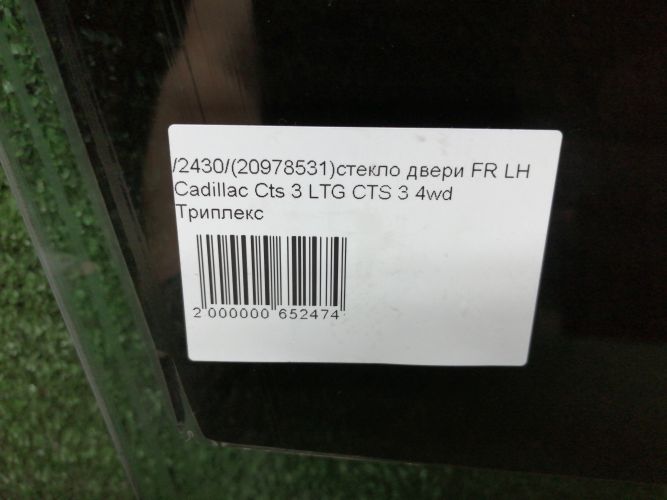 /2430/(20978531)стекло двери FR LH
Cadillac Cts 3 LTG CTS 3 4wd
Триплекс
2 000000 652474